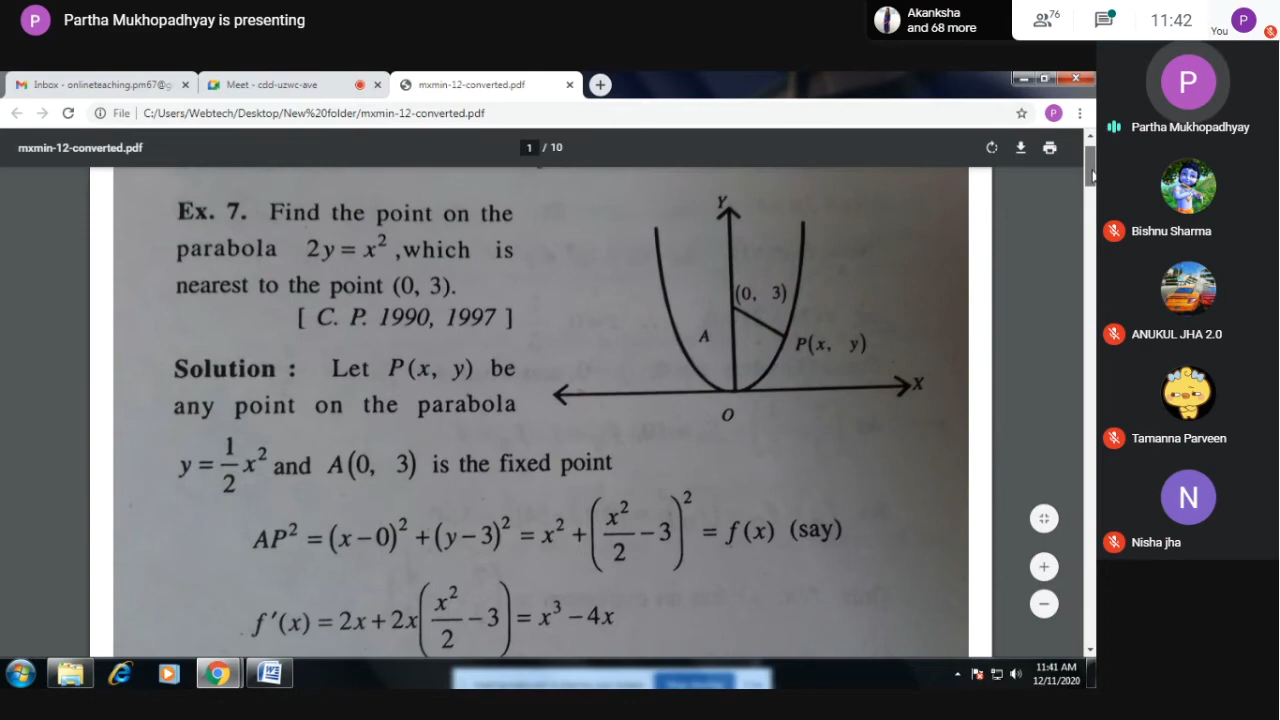 P
Partha Mukhopadhyay is presenting
Akanksha
and 68 more
76
11:42
You
P
Inbox - onlineteaching.pm67@g
Meet - cdd-uzwc-ave
mxmin-12-converted.pdf
File
C:/Users/Webtech/Desktop/New%20folder/mxmin-12-converted.pdf
P
mxmin-12-converted.pdf
1 / 10
Ex. 7. Find the point on the
parabola 2y = x², which is
nearest to the point (0, 3).
[ C. P. 1990, 1997 ]
Solution : Let P(x, y) be
any point on the parabola
y = 1/2 x² and A(0, 3) is the fixed point
AP² = (x−0)² + (y−3)² = x² + (x²/2 − 3)² = f(x) (say)
f′(x) = 2x + 2x(x²/2 − 3) = x³ − 4x
Y
(0, 3)
A
P(x, y)
X
O
P
Partha Mukhopadhyay
Bishnu Sharma
ANUKUL JHA 2.0
Tamanna Parveen
N
Nisha jha
11:41 AM
12/11/2020